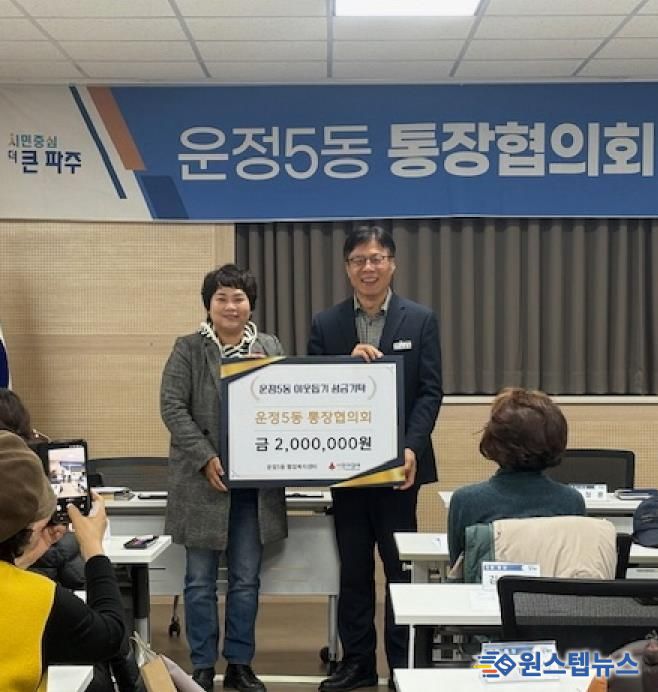 시민중심
더 큰 파주
운정5동 통장협의회
운정5동 이웃돕기 성금기탁
운정5동 통장협의회
금 2,000,000원
운정5동 행정복지센터
원스텝뉴스